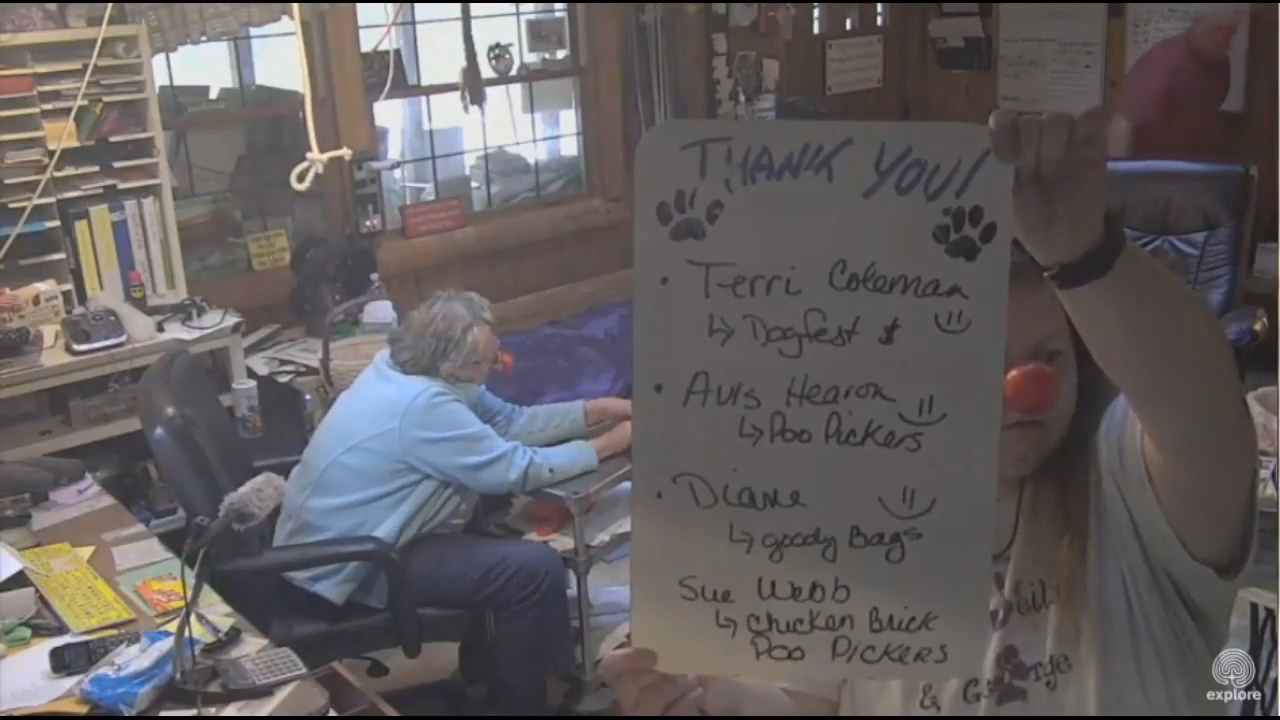 THANK YOU!
• Terri Coleman
↳ Dogfest $
• Avis Hearon
↳ Poo Pickers
• Diane
↳ goody Bags
Sue Webb
↳ chicken Brick
Poo Pickers
& George
explore